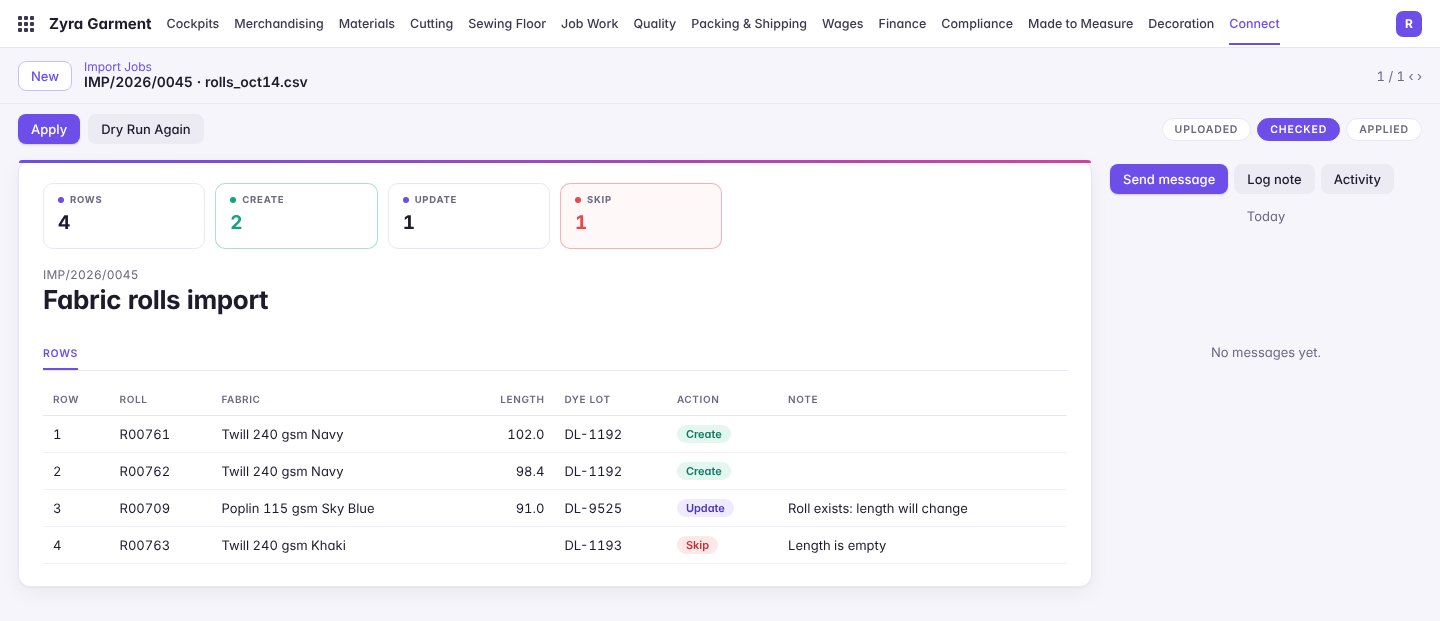 Zyra Garment Cockpits Merchandising Materials Cutting Sewing Floor Job Work Quality Packing & Shipping Wages Finance Compliance Made to Measure Decoration Connect R
New
Import Jobs
IMP/2026/0045 · rolls_oct14.csv
1 / 1 ‹ ›
Apply Dry Run Again
UPLOADED CHECKED APPLIED
ROWS
4
CREATE
2
UPDATE
1
SKIP
1
IMP/2026/0045
Fabric rolls import
ROWS
ROW ROLL FABRIC LENGTH DYE LOT ACTION NOTE
1 R00761 Twill 240 gsm Navy 102.0 DL-1192 Create
2 R00762 Twill 240 gsm Navy 98.4 DL-1192 Create
3 R00709 Poplin 115 gsm Sky Blue 91.0 DL-9525 Update Roll exists: length will change
4 R00763 Twill 240 gsm Khaki DL-1193 Skip Length is empty
Send message Log note Activity
Today
No messages yet.